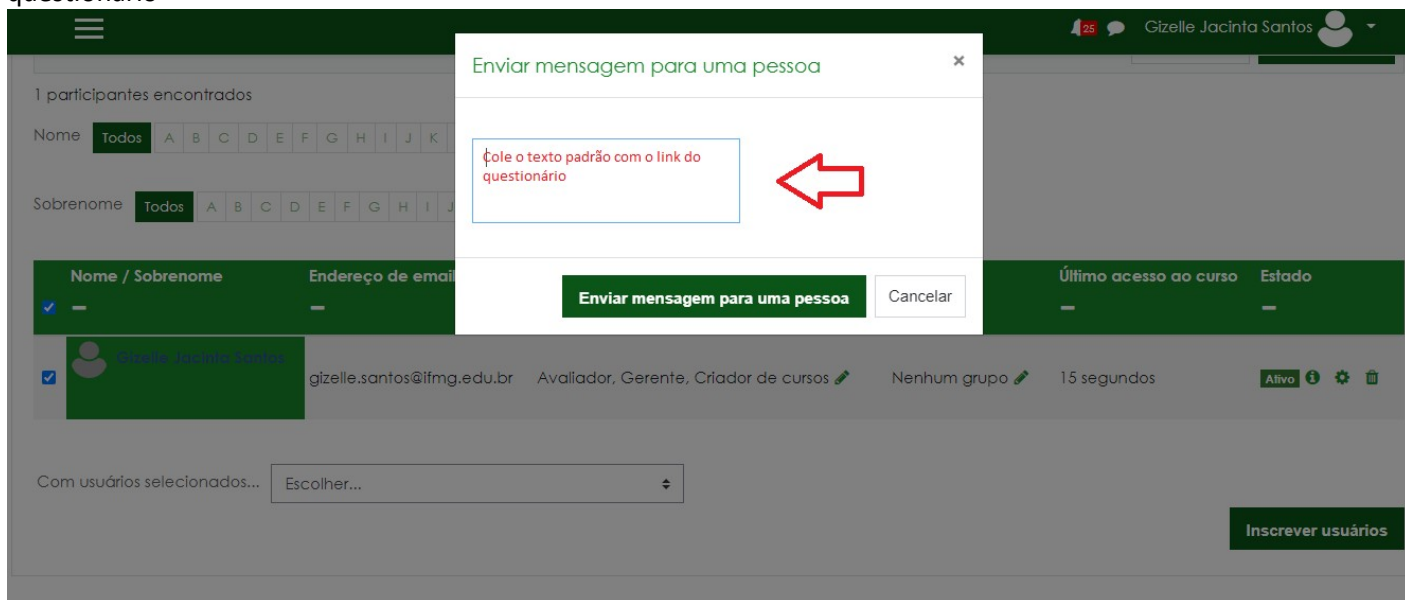 questionário
25 Gizelle Jacinta Santos
Enviar mensagem para uma pessoa ×
1 participantes encontrados
Nome Todos A B C D E F G H I J K
Cole o texto padrão com o link do
questionário
Sobrenome Todos A B C D E F G H I J
Nome / Sobrenome Endereço de email Último acesso ao curso Estado
Enviar mensagem para uma pessoa Cancelar
Gizelle Jacinta Santos
gizelle.santos@ifmg.edu.br Avaliador, Gerente, Criador de cursos Nenhum grupo 15 segundos Ativo
Com usuários selecionados... Escolher...
Inscrever usuários